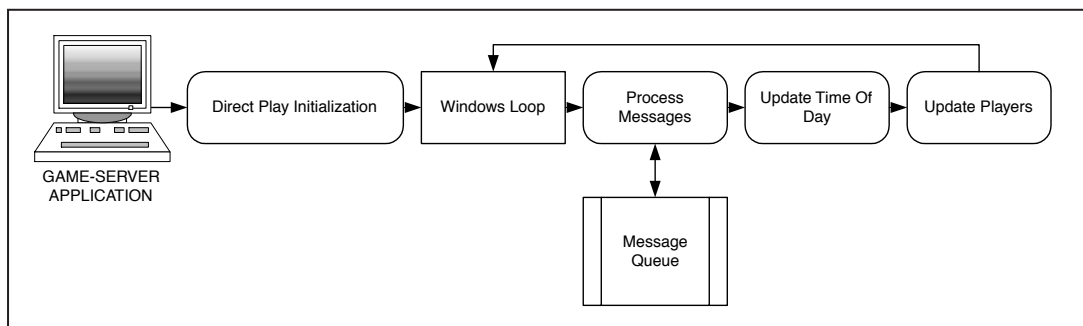 GAME-SERVER
APPLICATION
Direct Play Initialization
Windows Loop
Process
Messages
Update Time Of
Day
Update Players
Message
Queue